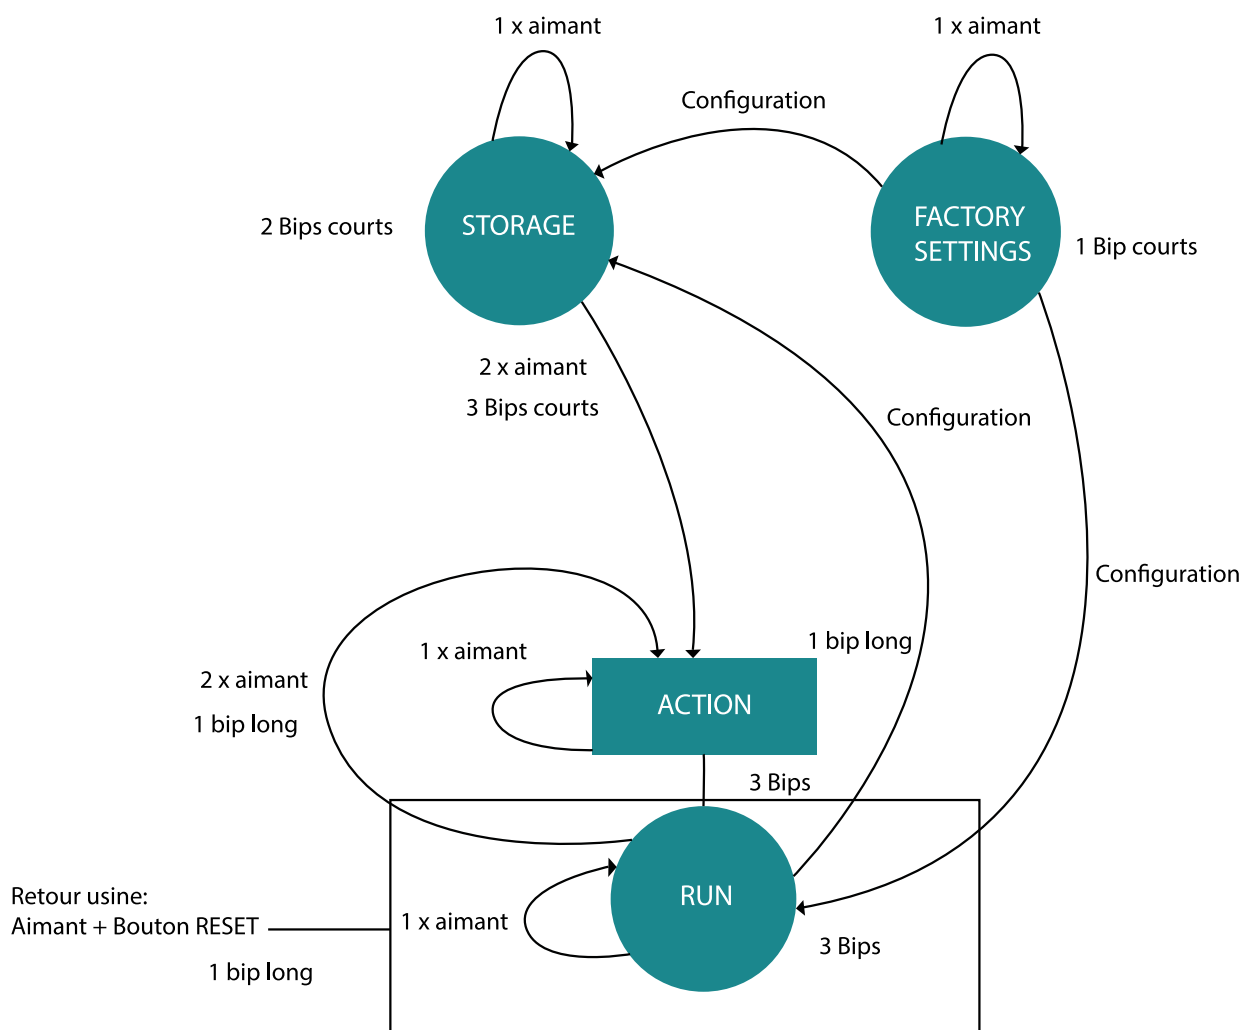 1 x aimant
1 x aimant
Configuration
STORAGE
FACTORY
SETTINGS
2 Bips courts
1 Bip courts
2 x aimant
3 Bips courts
Configuration
Configuration
1 bip long
1 x aimant
2 x aimant
1 bip long
ACTION
3 Bips
Retour usine:
Aimant + Bouton RESET
1 bip long
1 x aimant
RUN
3 Bips